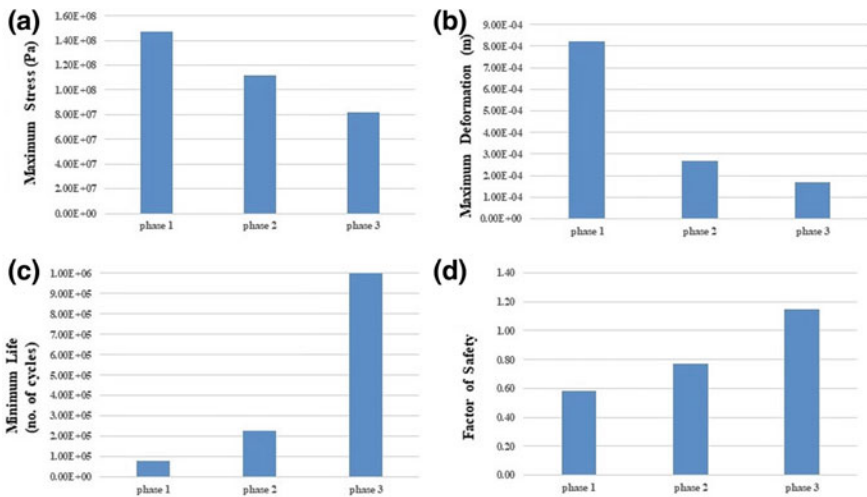 (a)
Maximum Stress (Pa)
1.60E+08
1.40E+08
1.20E+08
1.00E+08
8.00E+07
6.00E+07
4.00E+07
2.00E+07
0.00E+00
phase 1 phase 2 phase 3
(b)
Maximum Deformation (m)
9.00E-04
8.00E-04
7.00E-04
6.00E-04
5.00E-04
4.00E-04
3.00E-04
2.00E-04
1.00E-04
0.00E+00
phase 1 phase 2 phase 3
(c)
Minimum Life
(no. of cycles)
1.00E+06
9.00E+05
8.00E+05
7.00E+05
6.00E+05
5.00E+05
4.00E+05
3.00E+05
2.00E+05
1.00E+05
0.00E+00
phase 1 phase 2 phase 3
(d)
Factor of Safety
1.40
1.20
1.00
0.80
0.60
0.40
0.20
0.00
phase 1 phase 2 phase 3